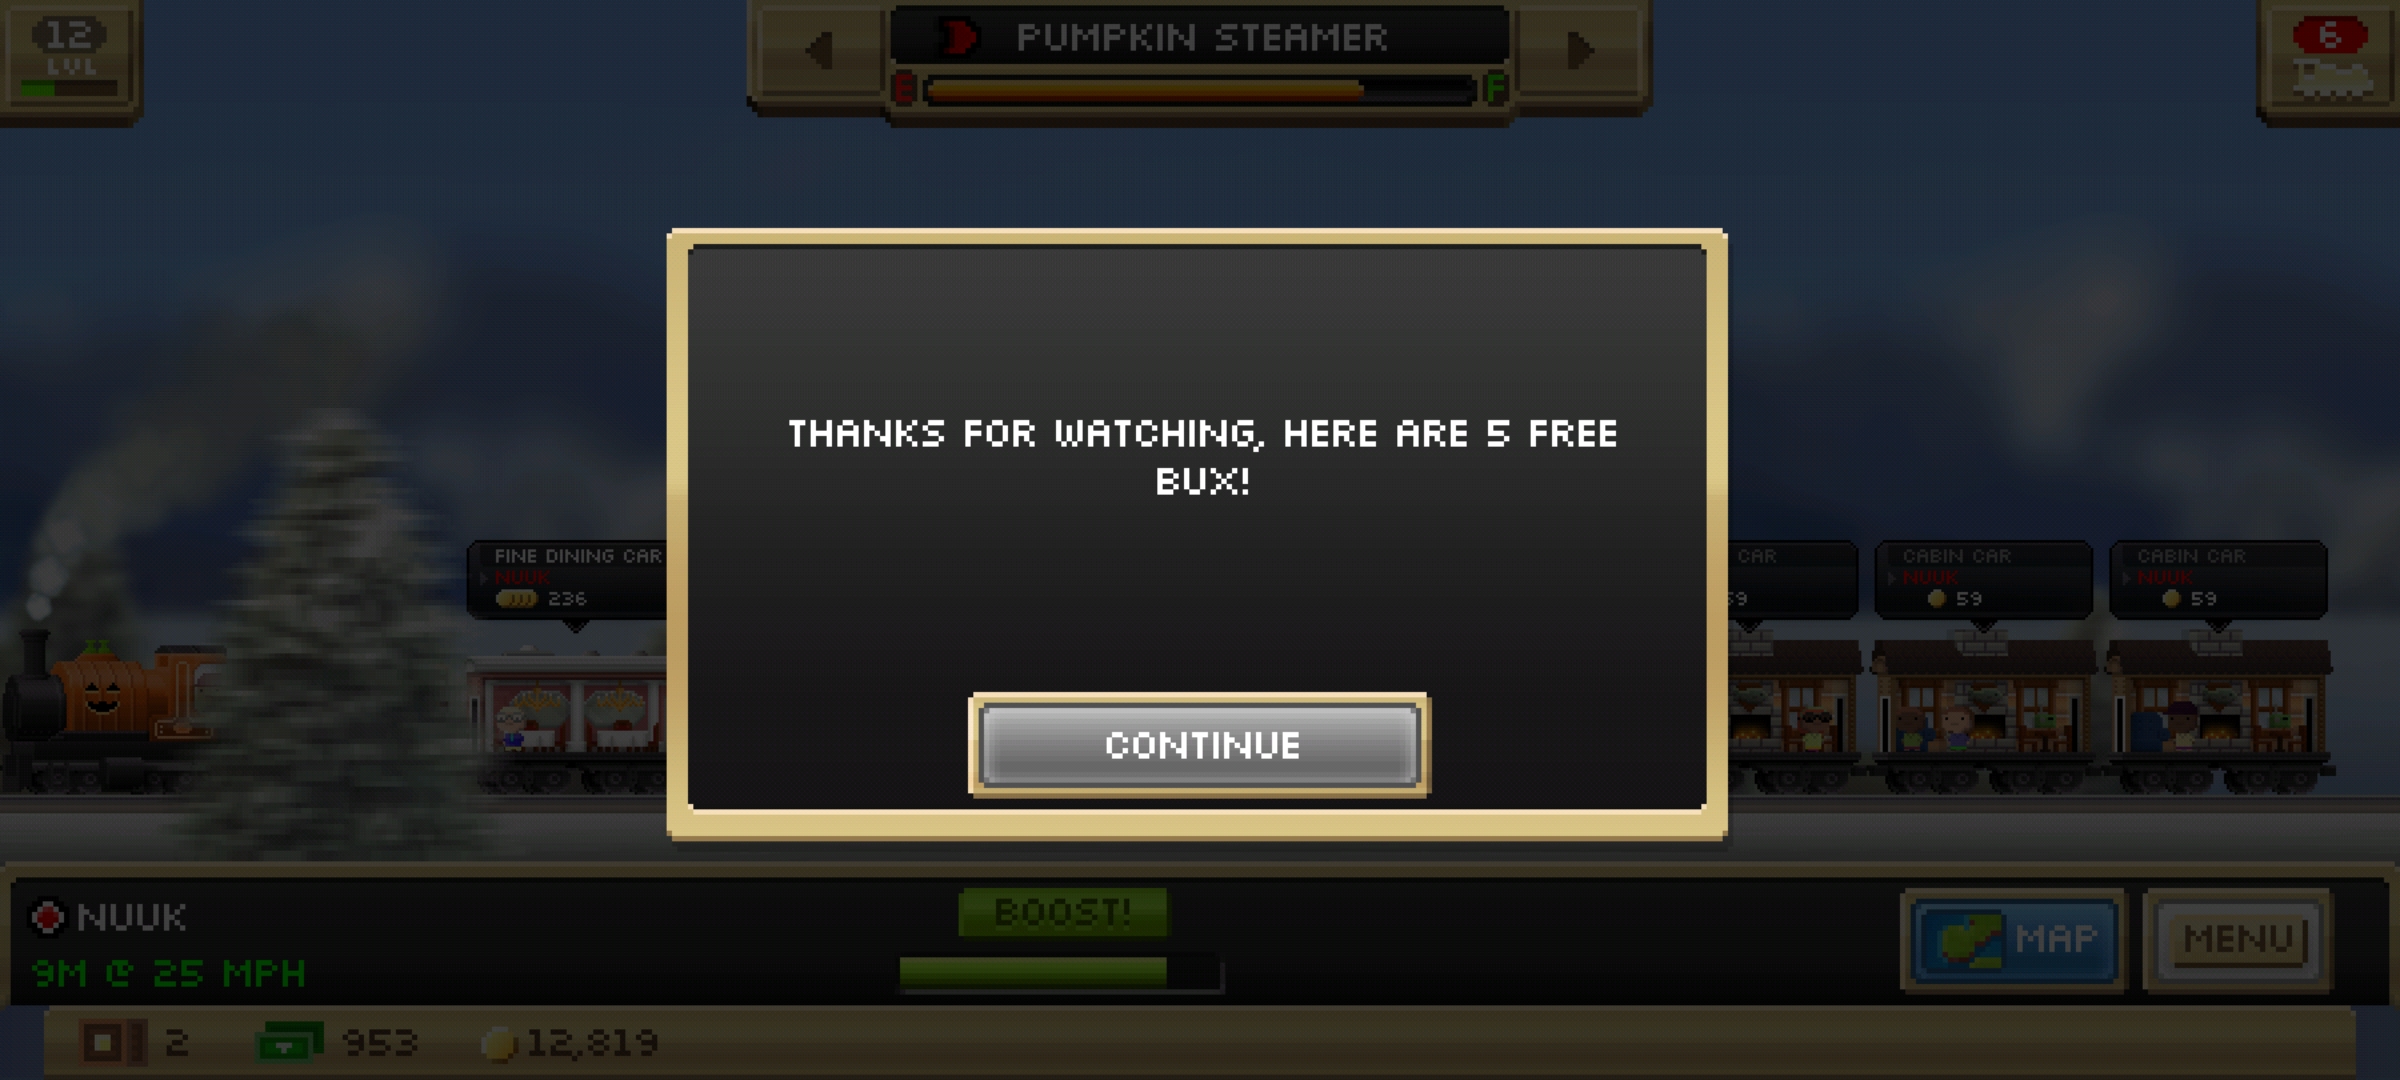 12
LVL
PUMPKIN STEAMER
E
F
6
THANKS FOR WATCHING, HERE ARE 5 FREE
BUX!
FINE DINING CAR
NUUK
236
CAR
59
CABIN CAR
NUUK
59
CABIN CAR
NUUK
59
CONTINUE
NUUK
9M @ 25 MPH
BOOST!
MAP
MENU
2
953
12,819